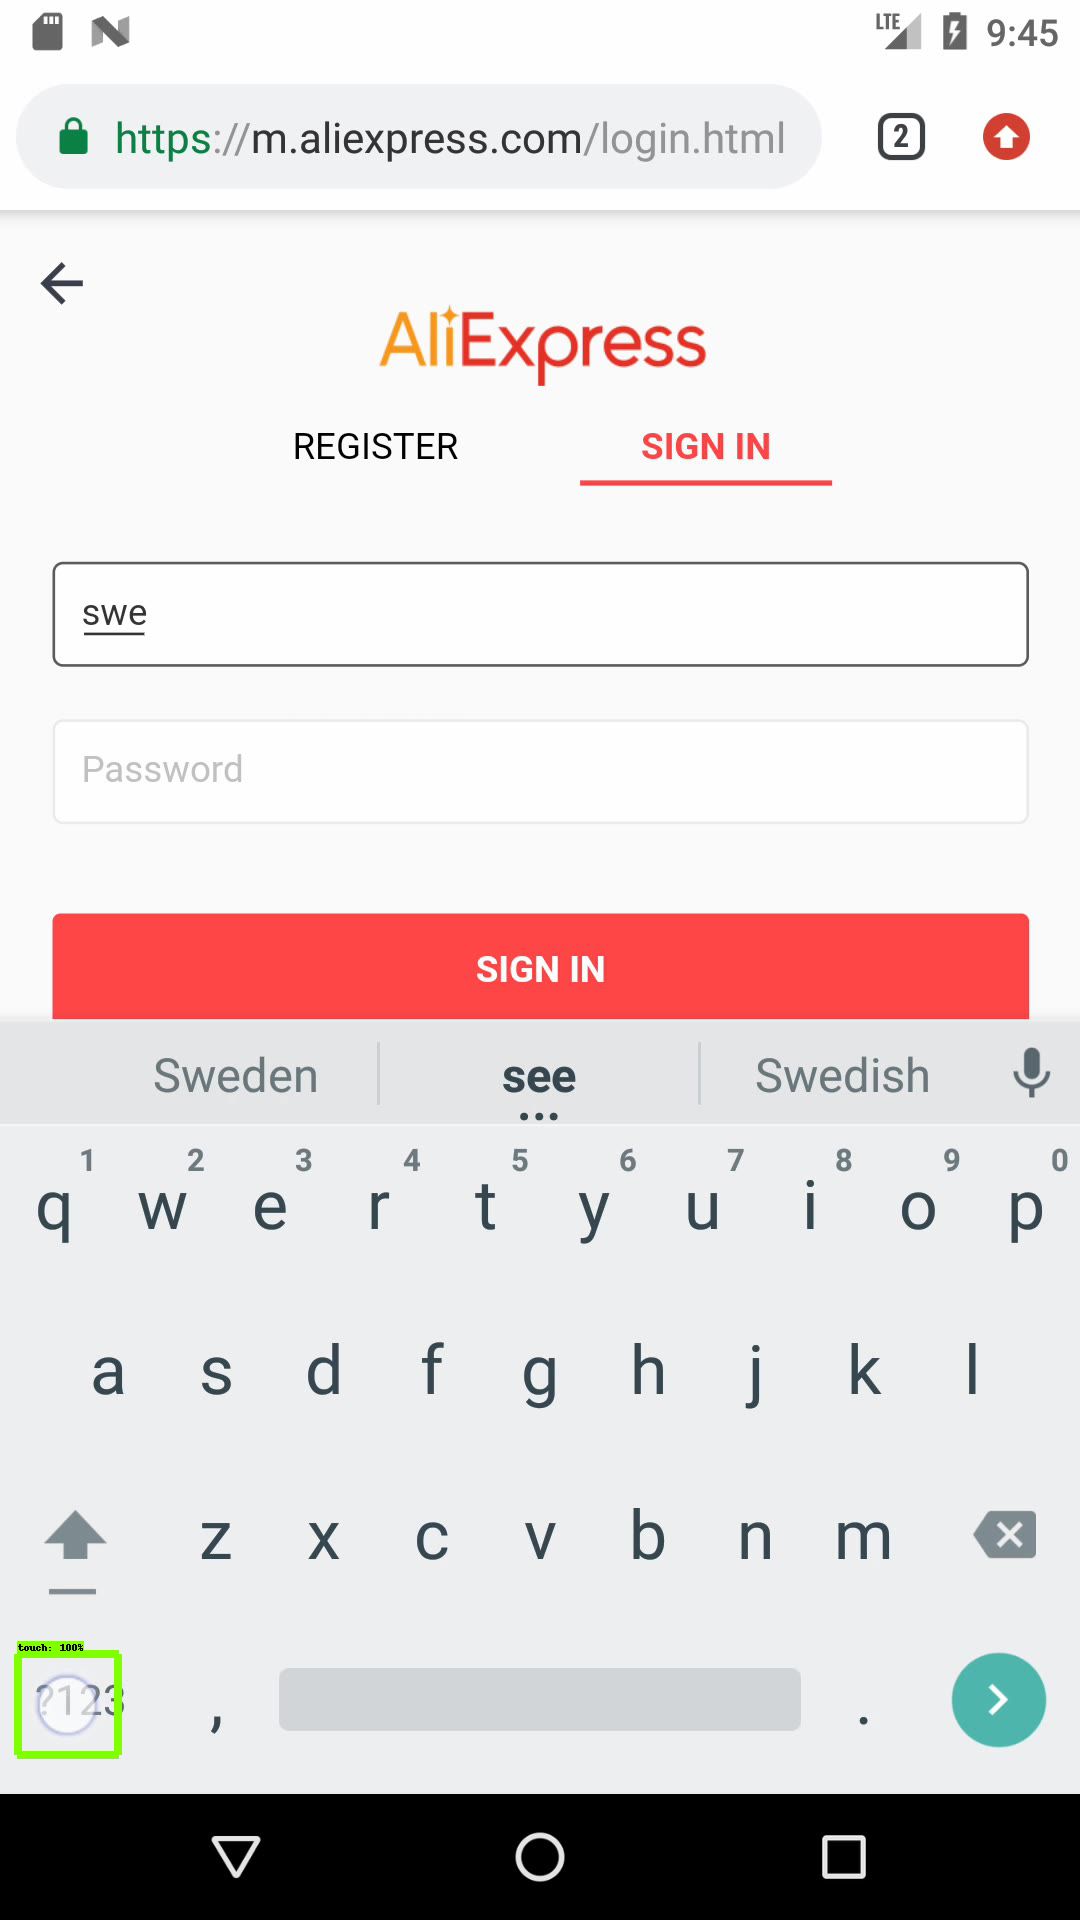 LTE 9:45
https://m.aliexpress.com/login.html 2
AliExpress
REGISTER SIGN IN
swe
Password
SIGN IN
Sweden see Swedish
1 2 3 4 5 6 7 8 9 0
q w e r t y u i o p
a s d f g h j k l
z x c v b n m
touch: 100%
?123 , .